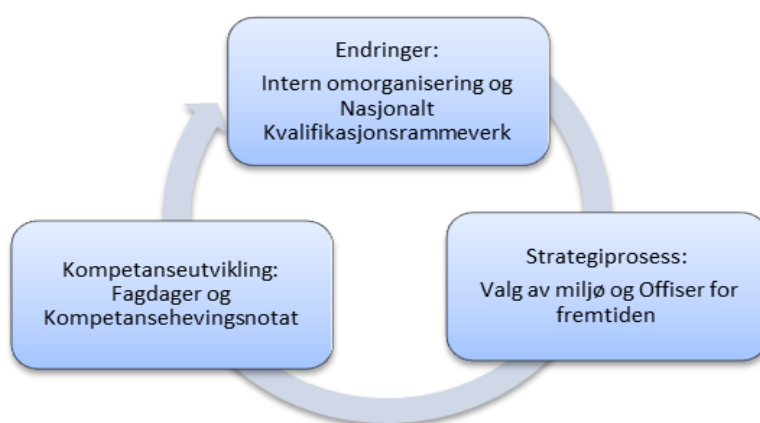 Endringer:
Intern omorganisering og
Nasjonalt
Kvalifikasjonsrammeverk
Strategiprosess:
Valg av miljø og Offiser for
fremtiden
Kompetanseutvikling:
Fagdager og
Kompetansehevingsnotat